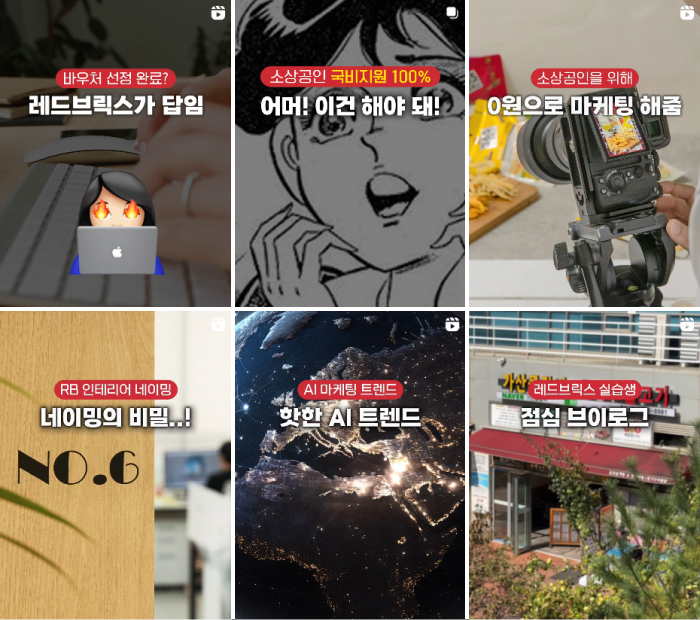 바우처 선점 완료?
레드브릭스가 답임
소상공인 국비지원 100%
어머! 이건 해야 돼!
소상공인을 위해
0원으로 마케팅 해줌
RB 인테리어 네이밍
네이밍의 비밀..!
NO.6
AI 마케팅 트렌드
핫한 AI 트렌드
레드브릭스 실습생
점심 브이로그
NAVER